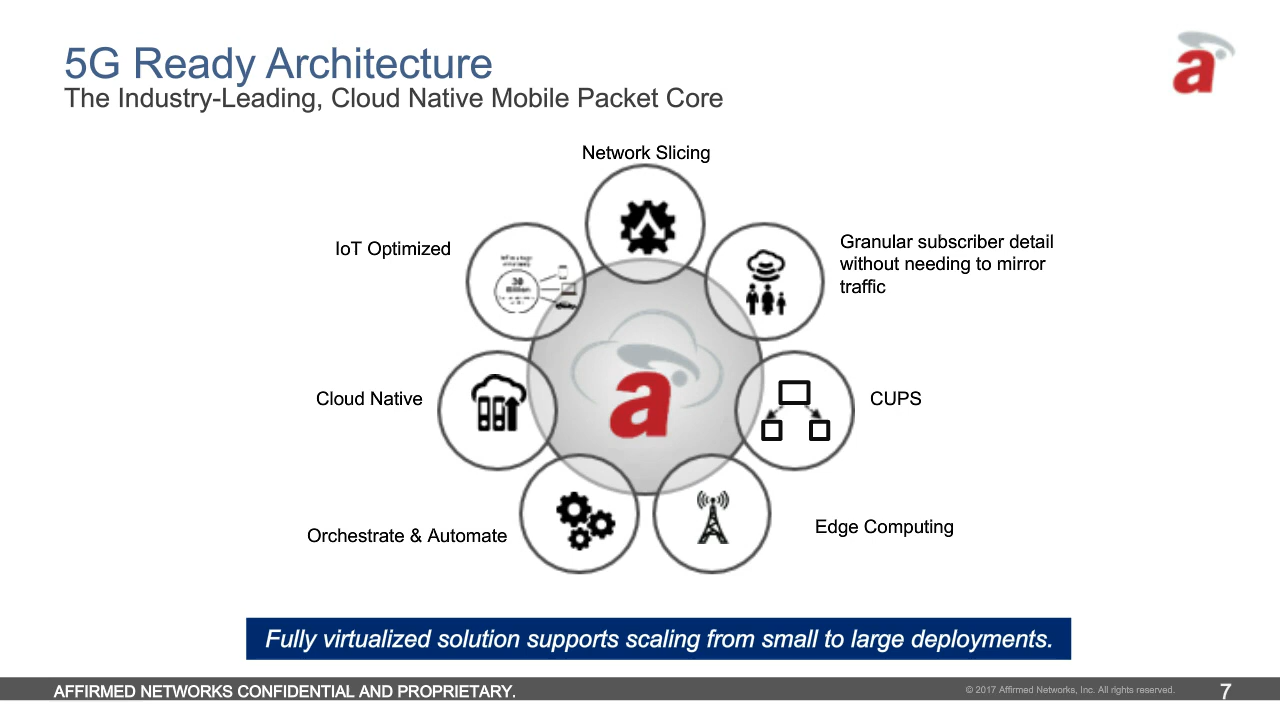 5G Ready Architecture
The Industry-Leading, Cloud Native Mobile Packet Core
Network Slicing
IoT Optimized
Granular subscriber detail
without needing to mirror
traffic
30
Billion
Cloud Native
CUPS
Orchestrate & Automate
Edge Computing
Fully virtualized solution supports scaling from small to large deployments.
AFFIRMED NETWORKS CONFIDENTIAL AND PROPRIETARY.
© 2017 Affirmed Networks, Inc. All rights reserved.
7